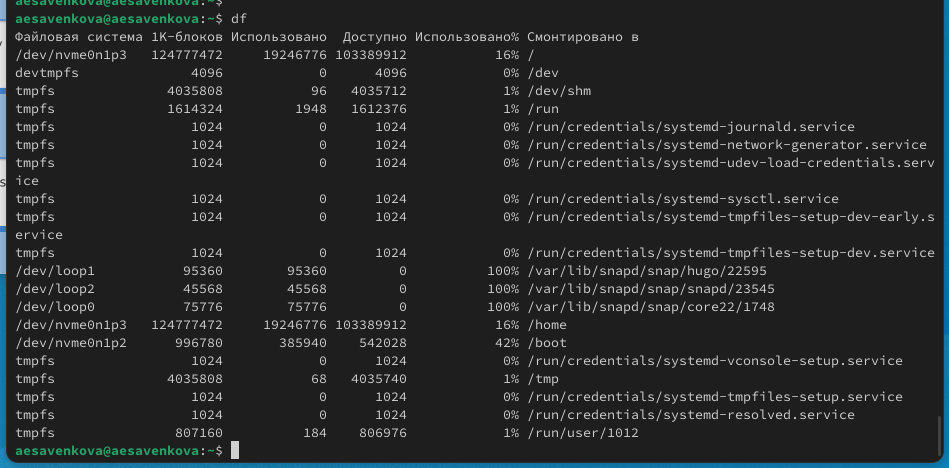 aesavenkova@aesavenkova:~$
aesavenkova@aesavenkova:~$ df
Файловая система 1K-блоков Использовано  Доступно Использовано% Смонтировано в
/dev/nvme0n1p3   124777472     19246776 103389912           16% /
devtmpfs              4096            0      4096            0% /dev
tmpfs              4035808           96   4035712            1% /dev/shm
tmpfs              1614324         1948   1612376            1% /run
tmpfs                 1024            0      1024            0% /run/credentials/systemd-journald.service
tmpfs                 1024            0      1024            0% /run/credentials/systemd-network-generator.service
tmpfs                 1024            0      1024            0% /run/credentials/systemd-udev-load-credentials.serv
ice
tmpfs                 1024            0      1024            0% /run/credentials/systemd-sysctl.service
tmpfs                 1024            0      1024            0% /run/credentials/systemd-tmpfiles-setup-dev-early.s
ervice
tmpfs                 1024            0      1024            0% /run/credentials/systemd-tmpfiles-setup-dev.service
/dev/loop1           95360        95360         0          100% /var/lib/snapd/snap/hugo/22595
/dev/loop2           45568        45568         0          100% /var/lib/snapd/snap/snapd/23545
/dev/loop0           75776        75776         0          100% /var/lib/snapd/snap/core22/1748
/dev/nvme0n1p3   124777472     19246776 103389912           16% /home
/dev/nvme0n1p2      996780       385940    542028           42% /boot
tmpfs                 1024            0      1024            0% /run/credentials/systemd-vconsole-setup.service
tmpfs              4035808           68   4035740            1% /tmp
tmpfs                 1024            0      1024            0% /run/credentials/systemd-tmpfiles-setup.service
tmpfs                 1024            0      1024            0% /run/credentials/systemd-resolved.service
tmpfs               807160          184    806976            1% /run/user/1012
aesavenkova@aesavenkova:~$